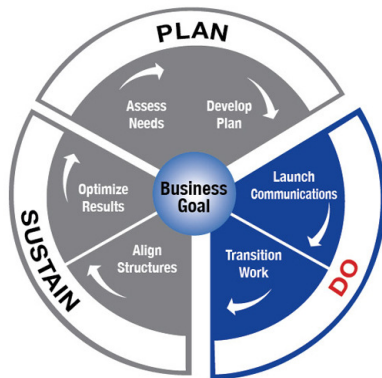 PLAN
Assess
Needs
Develop
Plan
Launch
Communications
Transition
Work
DO
Align
Structures
Optimize
Results
SUSTAIN
Business
Goal